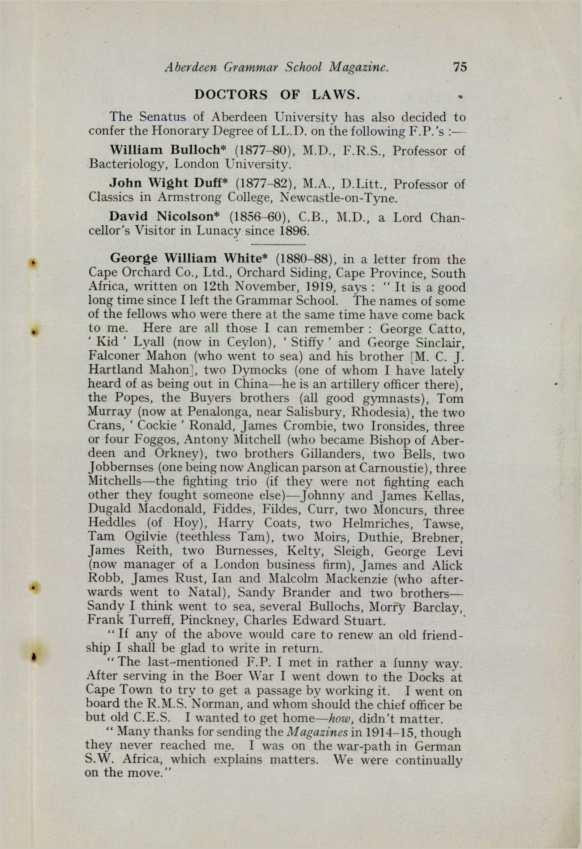 Aberdeen Grammar School Magazine. 75
DOCTORS OF LAWS.
The Senatus of Aberdeen University has also decided to
confer the Honorary Degree of LL.D. on the following F.P.'s :—
William Bulloch* (1877–80), M.D., F.R.S., Professor of
Bacteriology, London University.
John Wight Duff* (1877–82), M.A., D.Litt., Professor of
Classics in Armstrong College, Newcastle-on-Tyne.
David Nicolson* (1856–60), C.B., M.D., a Lord Chan-
cellor's Visitor in Lunacy since 1896.
George William White* (1880–88), in a letter from the
Cape Orchard Co., Ltd., Orchard Siding, Cape Province, South
Africa, written on 12th November, 1919, says : " It is a good
long time since I left the Grammar School. The names of some
of the fellows who were there at the same time have come back
to me. Here are all those I can remember : George Catto,
' Kid ' Lyall (now in Ceylon), ' Stiffy ' and George Sinclair,
Falconer Mahon (who went to sea) and his brother [M. C. J.
Hartland Mahon], two Dymocks (one of whom I have lately
heard of as being out in China—he is an artillery officer there),
the Popes, the Buyers brothers (all good gymnasts), Tom
Murray (now at Penalonga, near Salisbury, Rhodesia), the two
Crans, ' Cockie ' Ronald, James Crombie, two Ironsides, three
or four Foggos, Antony Mitchell (who became Bishop of Aber-
deen and Orkney), two brothers Gillanders, two Bells, two
Jobbernses (one being now Anglican parson at Carnoustie), three
Mitchells—the fighting trio (if they were not fighting each
other they fought someone else)—Johnny and James Kellas,
Dugald Macdonald, Fiddes, Fildes, Curr, two Moncurs, three
Heddles (of Hoy), Harry Coats, two Helmriches, Tawse,
Tam Ogilvie (teethless Tam), two Moirs, Duthie, Brebner,
James Reith, two Burnesses, Kelty, Sleigh, George Levi
(now manager of a London business firm), James and Alick
Robb, James Rust, Ian and Malcolm Mackenzie (who after-
wards went to Natal), Sandy Brander and two brothers—
Sandy I think went to sea, several Bullochs, Morry Barclay,
Frank Turreff, Pinckney, Charles Edward Stuart.
" If any of the above would care to renew an old friend-
ship I shall be glad to write in return.
" The last-mentioned F.P. I met in rather a funny way.
After serving in the Boer War I went down to the Docks at
Cape Town to try to get a passage by working it. I went on
board the R.M.S. Norman, and whom should the chief officer be
but old C.E.S. I wanted to get home—how, didn't matter.
" Many thanks for sending the Magazines in 1914–15, though
they never reached me. I was on the war-path in German
S.W. Africa, which explains matters. We were continually
on the move."